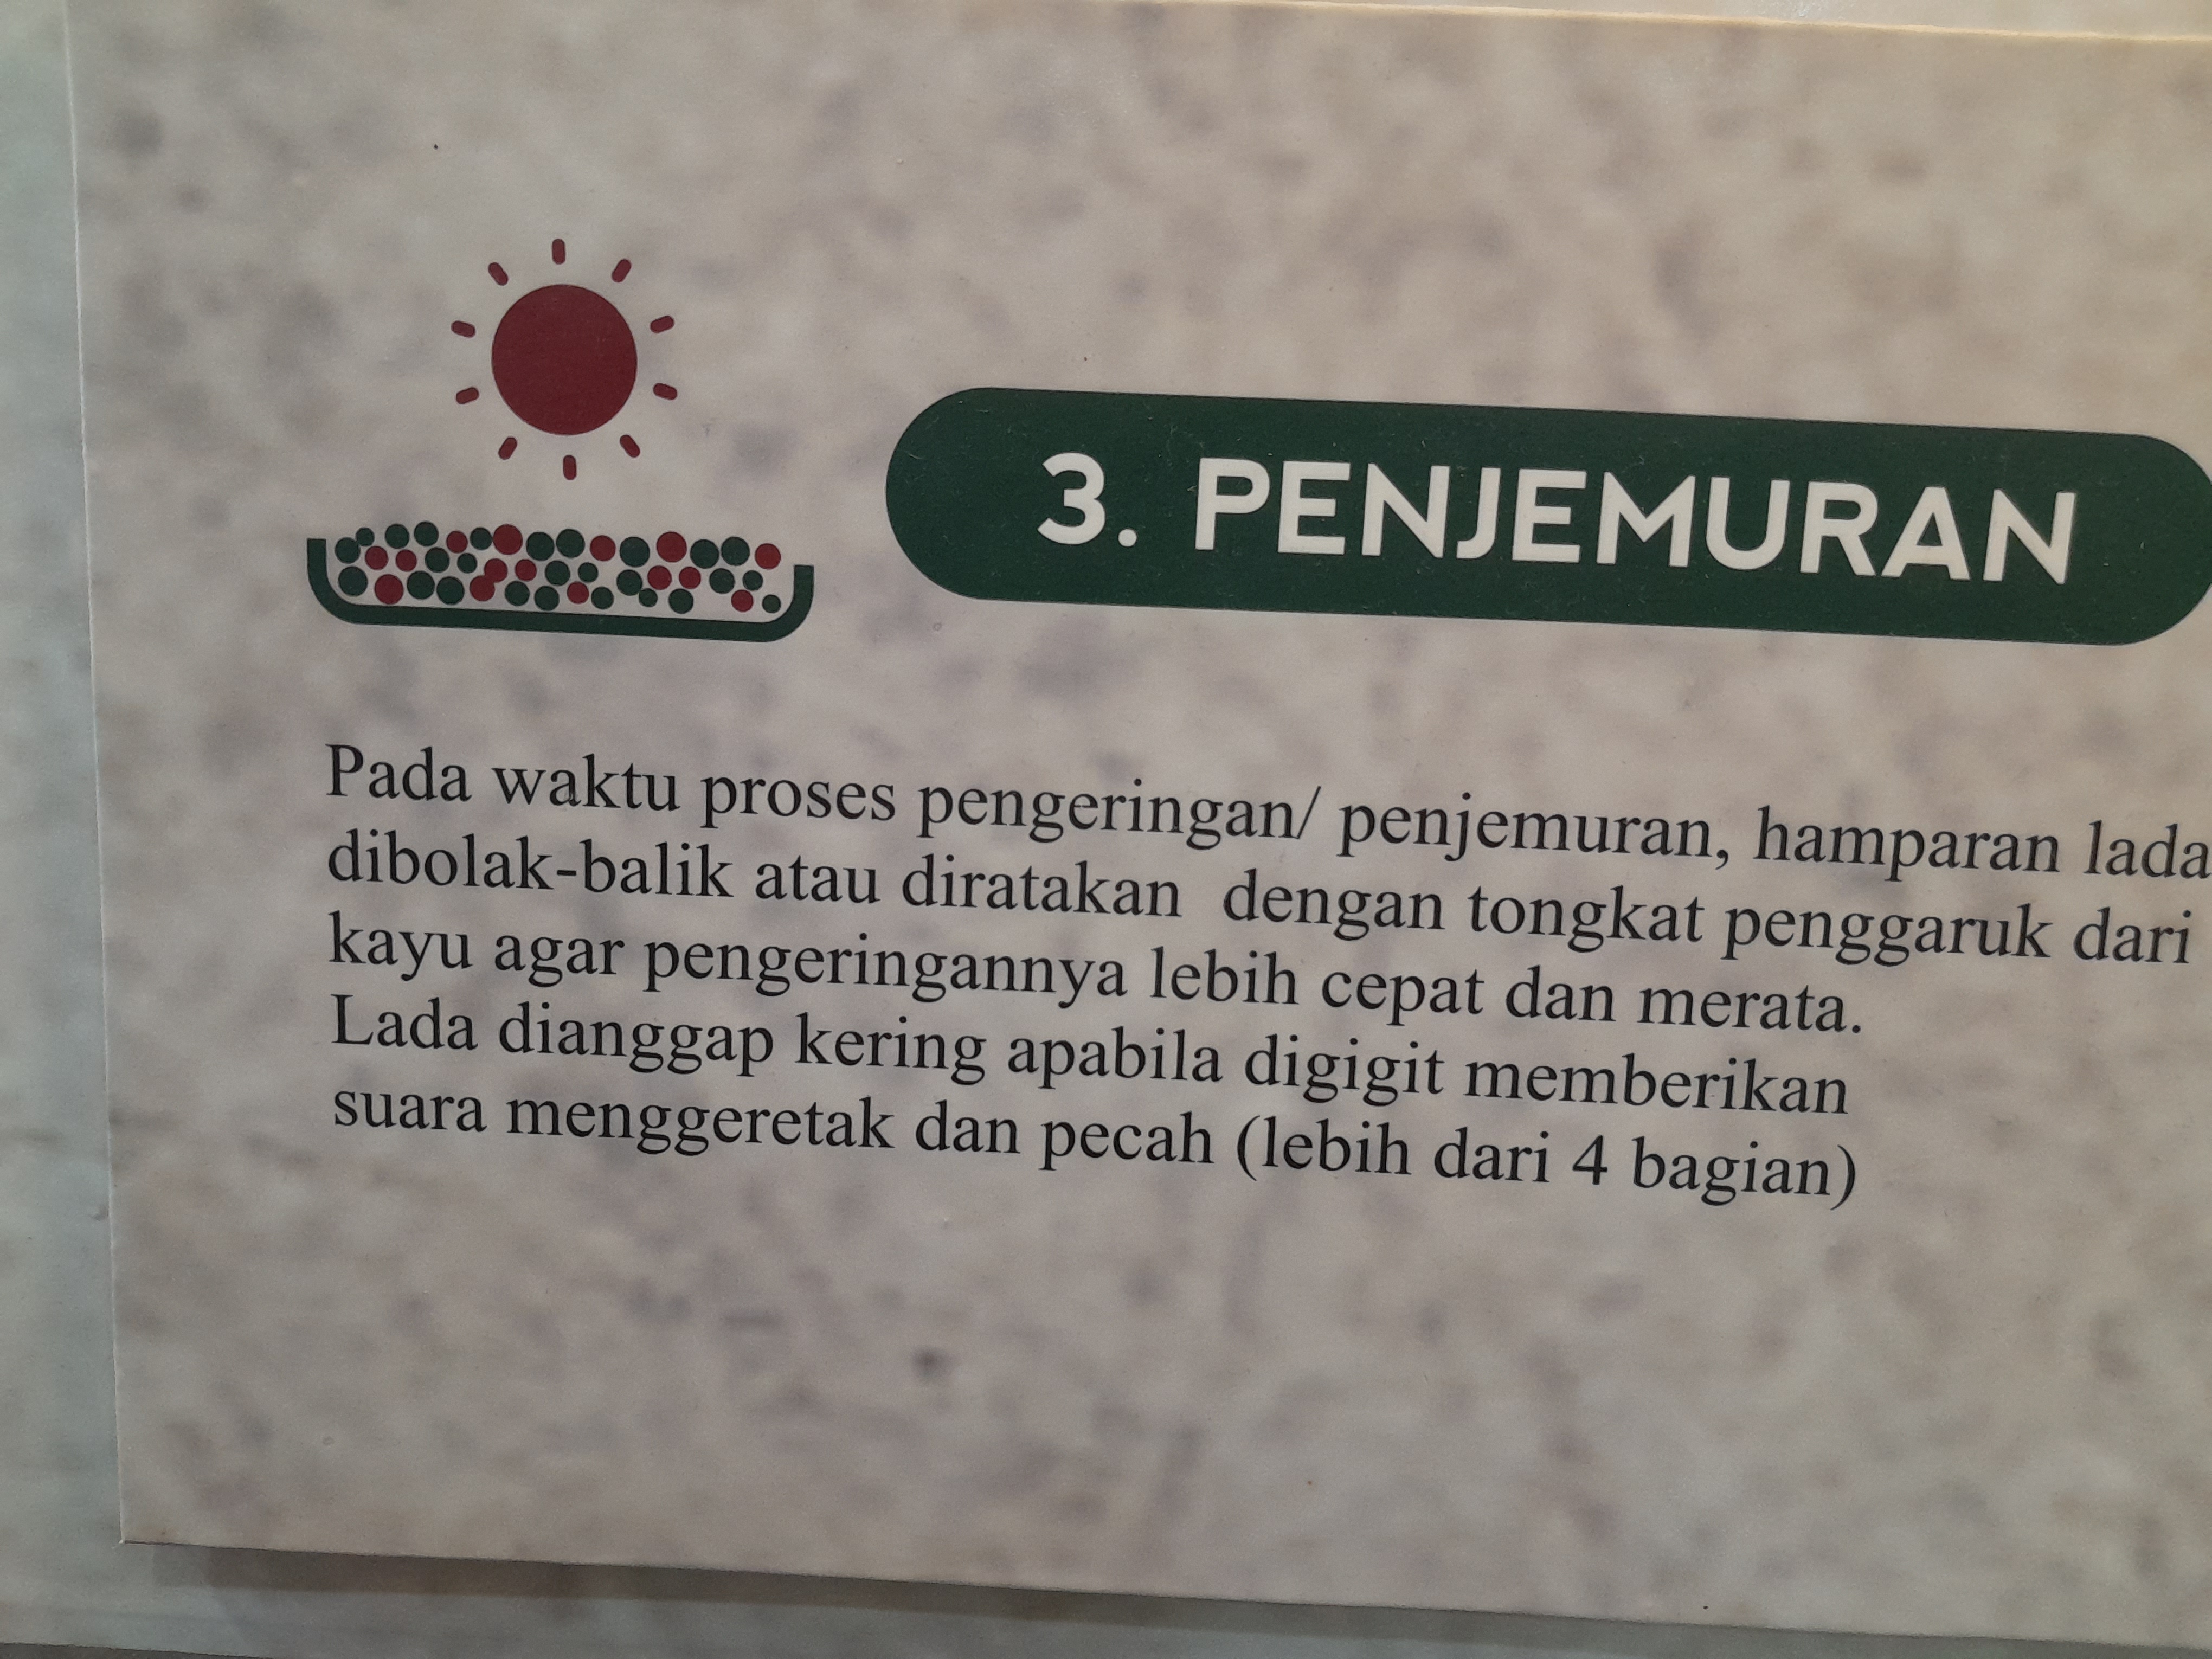 3. PENJEMURAN
Pada waktu proses pengeringan/ penjemuran, hamparan lada
dibolak-balik atau diratakan  dengan tongkat penggaruk dari
kayu agar pengeringannya lebih cepat dan merata.
Lada dianggap kering apabila digigit memberikan
suara menggeretak dan pecah (lebih dari 4 bagian)